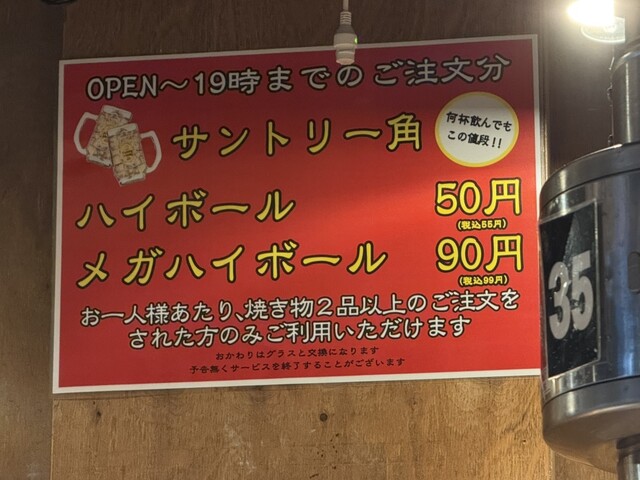 OPEN～19時までのご注文分
サントリー角
何杯飲んでも
この値段!!
ハイボール 50円
(税込55円)
メガハイボール 90円
(税込99円)
お一人様あたり、焼き物2品以上のご注文を
された方のみご利用いただけます
おかわりはグラスと交換になります
予告無くサービスを終了することがございます
35